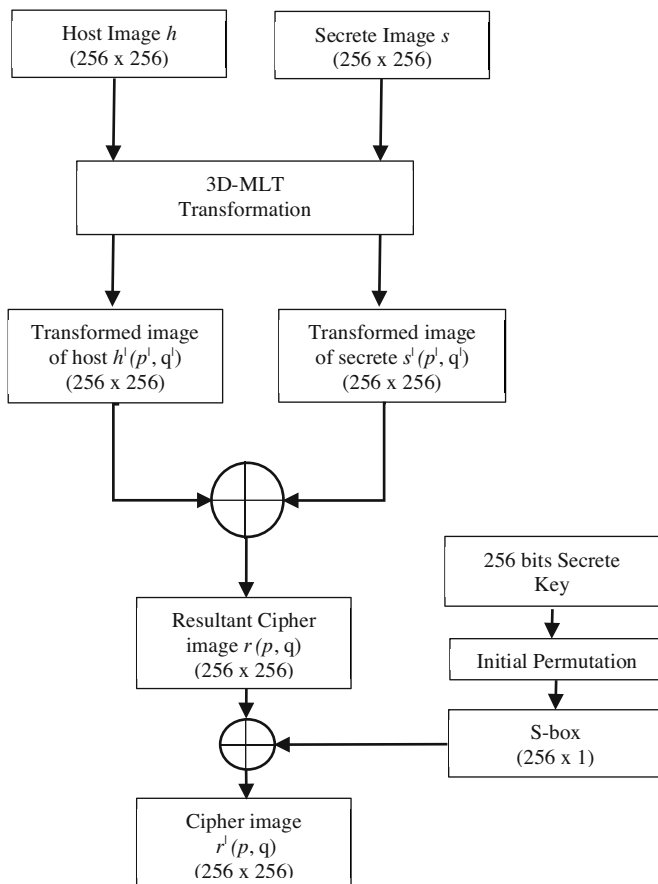 Host Image h
(256 x 256)
Secrete Image s
(256 x 256)
3D-MLT
Transformation
Transformed image
of host h|(p|, q|)
(256 x 256)
Transformed image
of secrete s|(p|, q|)
(256 x 256)
256 bits Secrete
Key
Resultant Cipher
image r (p, q)
(256 x 256)
Initial Permutation
S-box
(256 x 1)
Cipher image
r|(p, q)
(256 x 256)